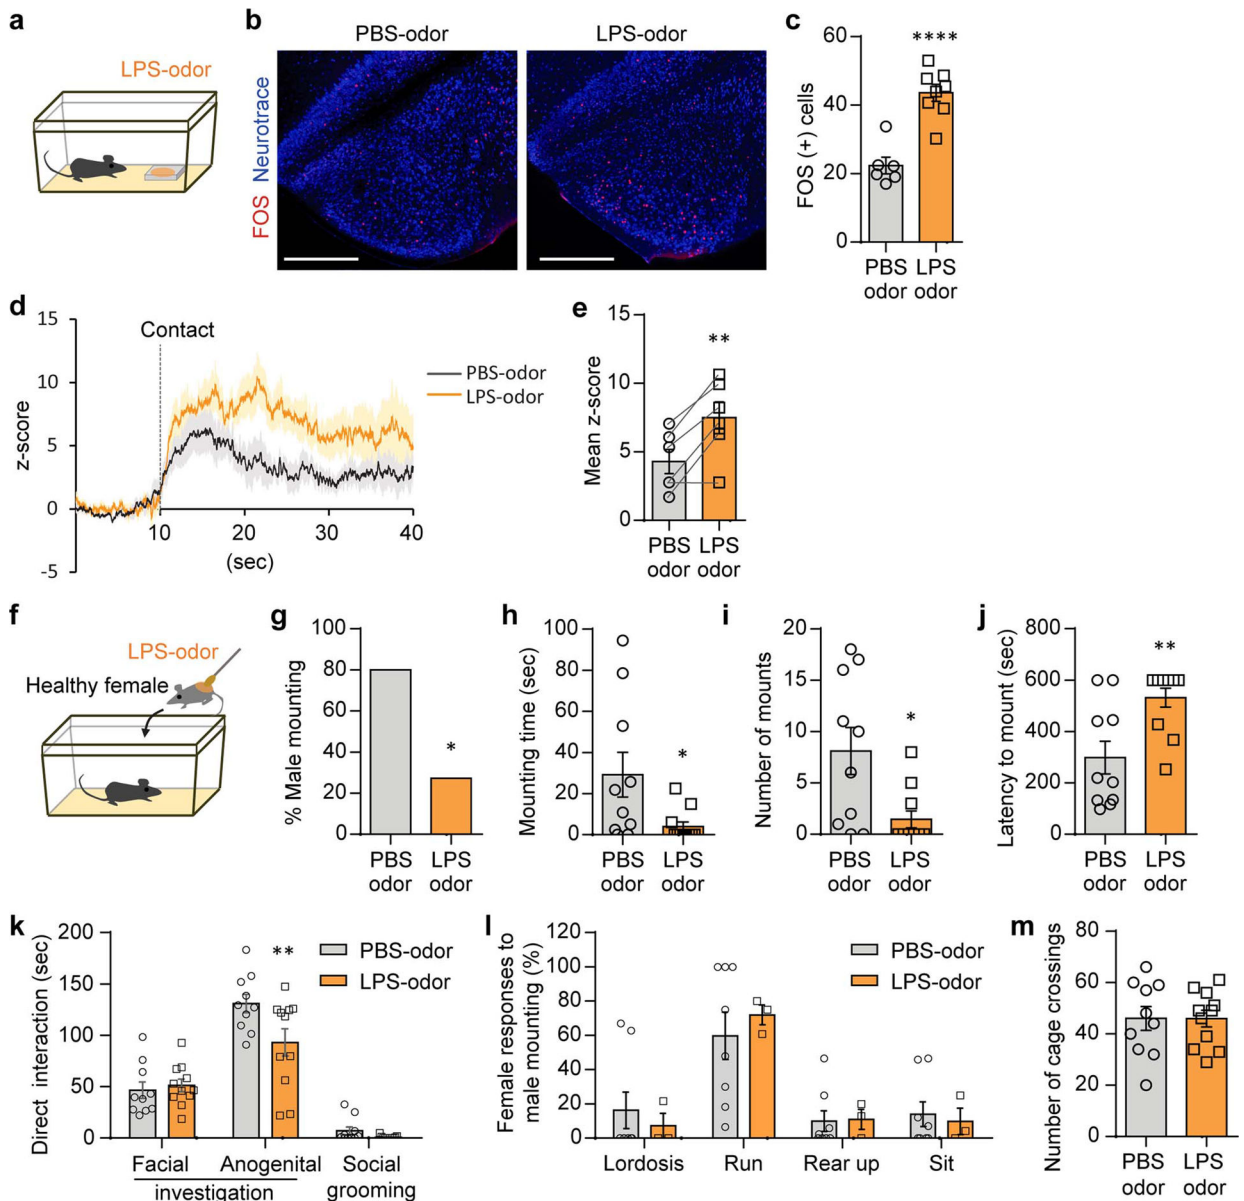 a
LPS-odor
b
PBS-odor
LPS-odor
FOS Neurotrace
c
****
60
40
20
0
FOS (+) cells
PBS
odor
LPS
odor
d
15
10
5
0
-5
z-score
Contact
PBS-odor
LPS-odor
10
20
30
40
(sec)
e
15
10
5
0
Mean z-score
**
PBS
odor
LPS
odor
f
LPS-odor
Healthy female
g
100
80
60
40
20
0
% Male mounting
*
PBS
odor
LPS
odor
h
100
80
60
40
20
0
Mounting time (sec)
*
PBS
odor
LPS
odor
i
20
15
10
5
0
Number of mounts
*
PBS
odor
LPS
odor
j
800
600
400
200
0
Latency to mount (sec)
**
PBS
odor
LPS
odor
k
200
150
100
50
0
Direct interaction (sec)
**
PBS-odor
LPS-odor
Facial
Anogenital
investigation
Social
grooming
l
120
100
80
60
40
20
0
Female responses to
male mounting (%)
PBS-odor
LPS-odor
Lordosis
Run
Rear up
Sit
m
80
60
40
20
0
Number of cage crossings
PBS
odor
LPS
odor